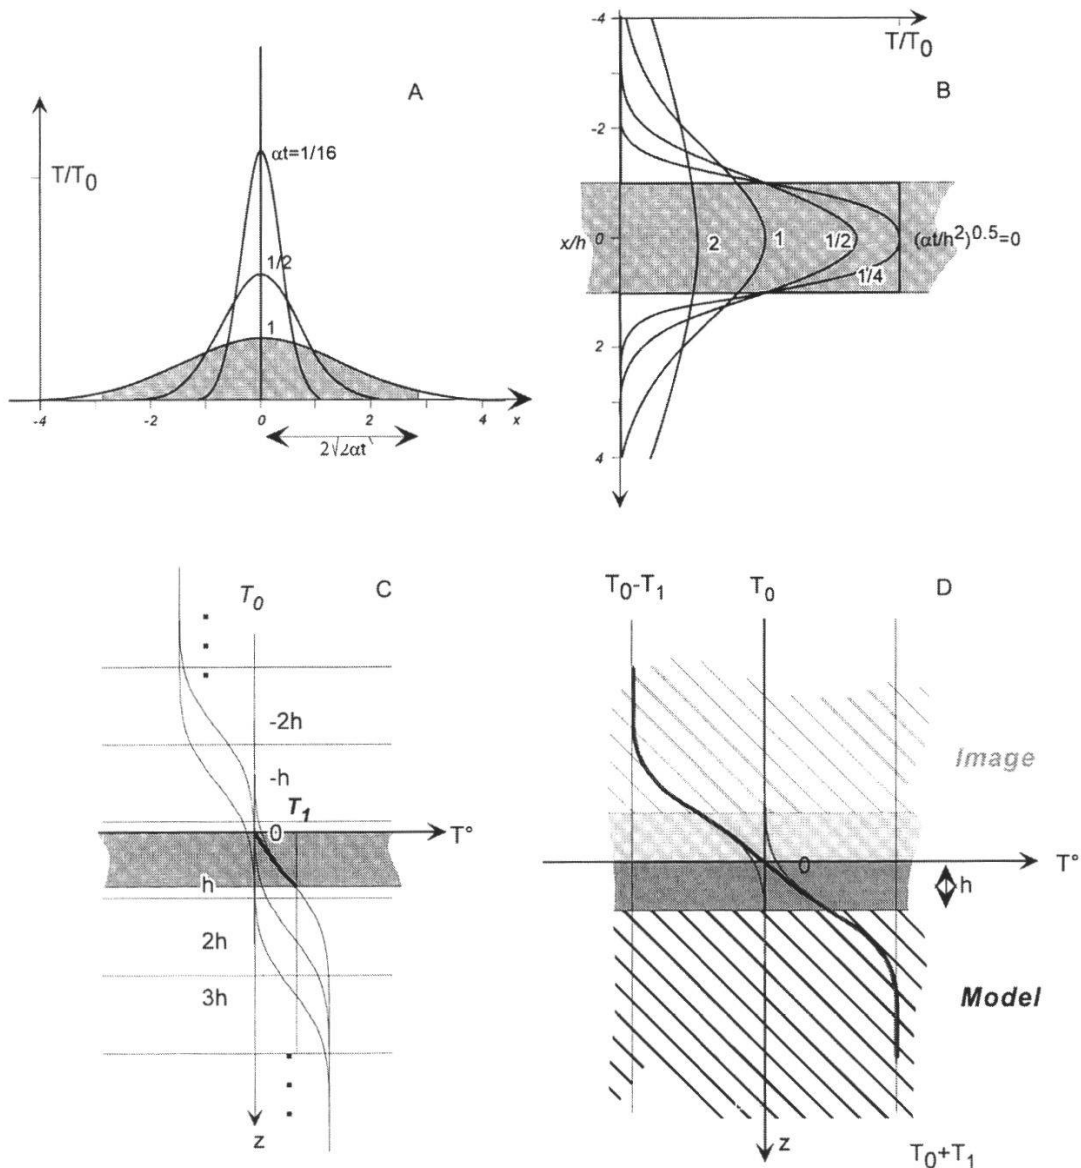 A
T/T0
αt=1/16
1/2
1
-4
-2
0
2
4
x
2√2αt
B
T/T0
-4
-2
x/h
0
2
4
2
1
1/2
1/4
(αt/h²)^0.5=0
C
T0
-2h
-h
T1
0
T°
h
2h
3h
z
D
T0-T1
T0
Image
0
T°
h
Model
z
T0+T1